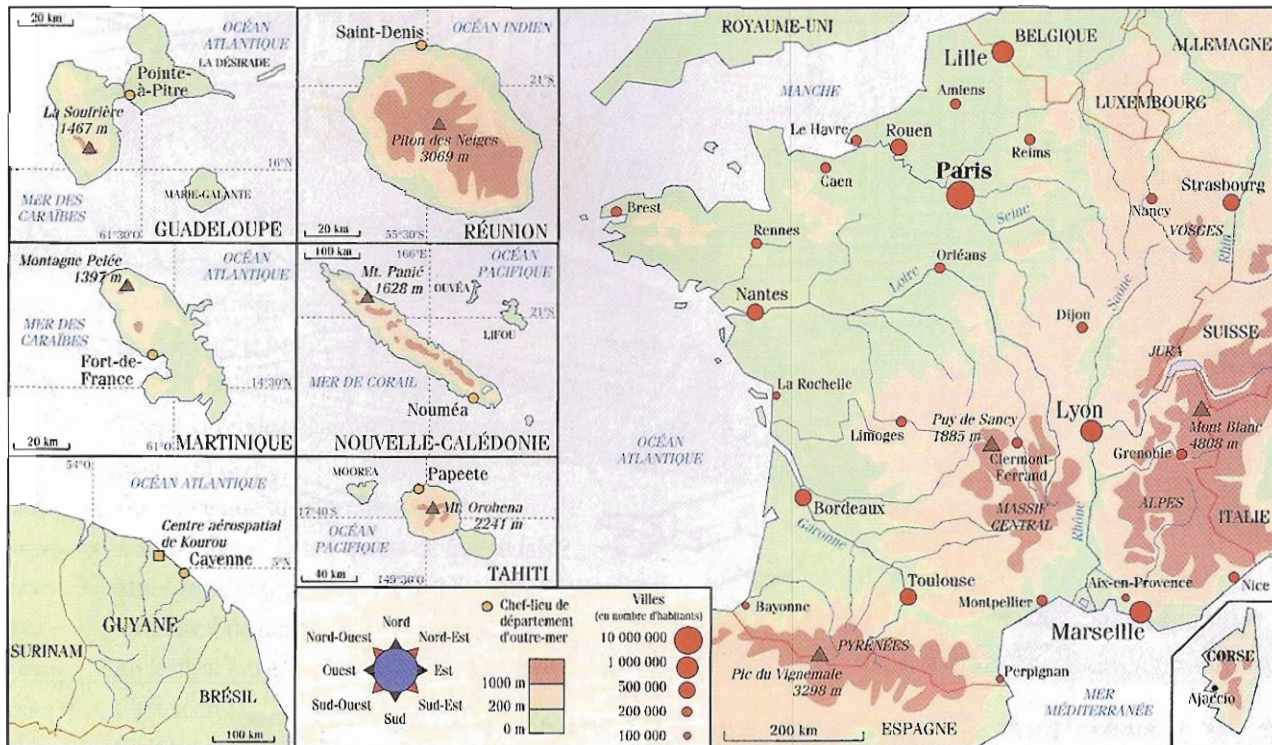 20 km
OCÉAN
ATLANTIQUE
LA DÉSIRADE
Pointe-
à-Pitre
La Soufrière
1467 m
16°N
MARIE-GALANTE
MER DES
CARAÏBES
61°30'O
GUADELOUPE
OCÉAN INDIEN
Saint-Denis
21°S
Piton des Neiges
3069 m
20 km
55°30'S
RÉUNION
Montagne Pelée
1397 m
OCÉAN
ATLANTIQUE
MER DES
CARAÏBES
Fort-de-
France
14°30'N
20 km
61°O
MARTINIQUE
100 km
166°E
OCÉAN
PACIFIQUE
Mt. Panié
1628 m
OUVÉA
21°S
LIFOU
MER DE CORAIL
Nouméa
NOUVELLE-CALÉDONIE
54°O
OCÉAN ATLANTIQUE
Centre aérospatial
de Kourou
Cayenne
5°N
GUYANE
SURINAM
BRÉSIL
100 km
MOOREA
Papeete
17°40 S
Mt. Orohena
2241 m
OCÉAN
PACIFIQUE
40 km
149°30'O
TAHITI
Nord
Nord-Ouest
Nord-Est
Ouest
Est
Sud-Ouest
Sud-Est
Sud
Chef-lieu de
département
d'outre-mer
1000 m
200 m
0 m
Villes
(en nombre d'habitants)
10 000 000
1 000 000
500 000
200 000
100 000
ROYAUME-UNI
BELGIQUE
ALLEMAGNE
Lille
MANCHE
Amiens
LUXEMBOURG
Le Havre
Rouen
Reims
Caen
Paris
Strasbourg
Brest
Seine
Nancy
VOSGES
Rhin
Rennes
Orléans
Loire
Saône
Nantes
Dijon
SUISSE
JURA
La Rochelle
Puy de Sancy
1885 m
Lyon
Mont Blanc
4808 m
Limoges
Clermont-
Ferrand
Grenoble
OCÉAN
ATLANTIQUE
Bordeaux
MASSIF
CENTRAL
ALPES
ITALIE
Garonne
Rhône
Toulouse
Aix-en-Provence
Nice
Bayonne
Montpellier
Marseille
PYRÉNÉES
Pic du Vignemale
3298 m
Perpignan
CORSE
Ajaccio
MER
MÉDITERRANÉE
200 km
ESPAGNE